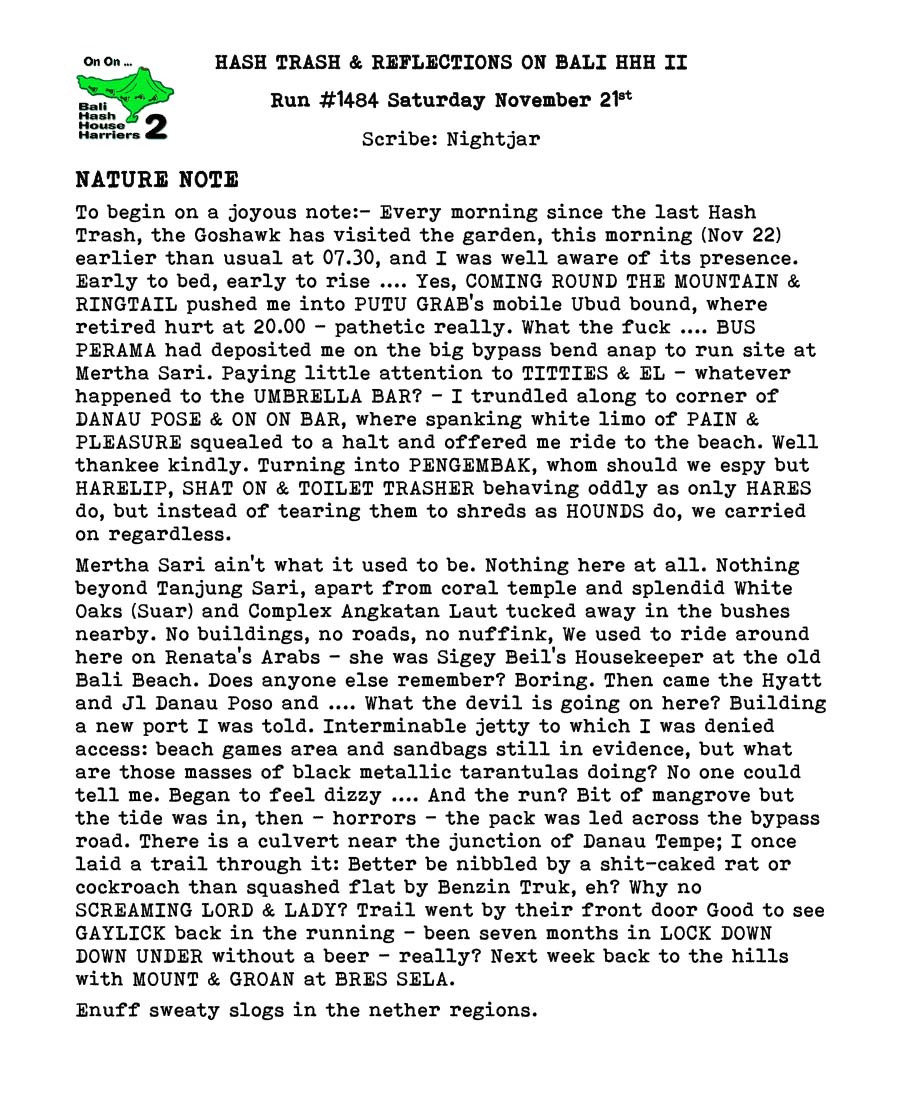 On On ...
Bali
Hash
House
Harriers 2
HASH TRASH & REFLECTIONS ON BALI HHH II
Run #1484 Saturday November 21st
Scribe: Nightjar
NATURE NOTE
To begin on a joyous note:- Every morning since the last Hash
Trash, the Goshawk has visited the garden, this morning (Nov 22)
earlier than usual at 07.30, and I was well aware of its presence.
Early to bed, early to rise .... Yes, COMING ROUND THE MOUNTAIN &
RINGTAIL pushed me into PUTU GRAB's mobile Ubud bound, where
retired hurt at 20.00 – pathetic really. What the fuck .... BUS
PERAMA had deposited me on the big bypass bend anap to run site at
Mertha Sari. Paying little attention to TITTIES & EL – whatever
happened to the UMBRELLA BAR? – I trundled along to corner of
DANAU POSE & ON ON BAR, where spanking white limo of PAIN &
PLEASURE squealed to a halt and offered me ride to the beach. Well
thankee kindly. Turning into PENGEMBAK, whom should we espy but
HARELIP, SHAT ON & TOILET TRASHER behaving oddly as only HARES
do, but instead of tearing them to shreds as HOUNDS do, we carried
on regardless.
Mertha Sari ain't what it used to be. Nothing here at all. Nothing
beyond Tanjung Sari, apart from coral temple and splendid White
Oaks (Suar) and Complex Angkatan Laut tucked away in the bushes
nearby. No buildings, no roads, no nuffink, We used to ride around
here on Renata's Arabs – she was Sigey Beil's Housekeeper at the old
Bali Beach. Does anyone else remember? Boring. Then came the Hyatt
and Jl Danau Poso and .... What the devil is going on here? Building
a new port I was told. Interminable jetty to which I was denied
access: beach games area and sandbags still in evidence, but what
are those masses of black metallic tarantulas doing? No one could
tell me. Began to feel dizzy .... And the run? Bit of mangrove but
the tide was in, then – horrors – the pack was led across the bypass
road. There is a culvert near the junction of Danau Tempe; I once
laid a trail through it: Better be nibbled by a shit-caked rat or
cockroach than squashed flat by Benzin Truk, eh? Why no
SCREAMING LORD & LADY? Trail went by their front door Good to see
GAYLICK back in the running – been seven months in LOCK DOWN
DOWN UNDER without a beer – really? Next week back to the hills
with MOUNT & GROAN at BRES SELA.
Enuff sweaty slogs in the nether regions.